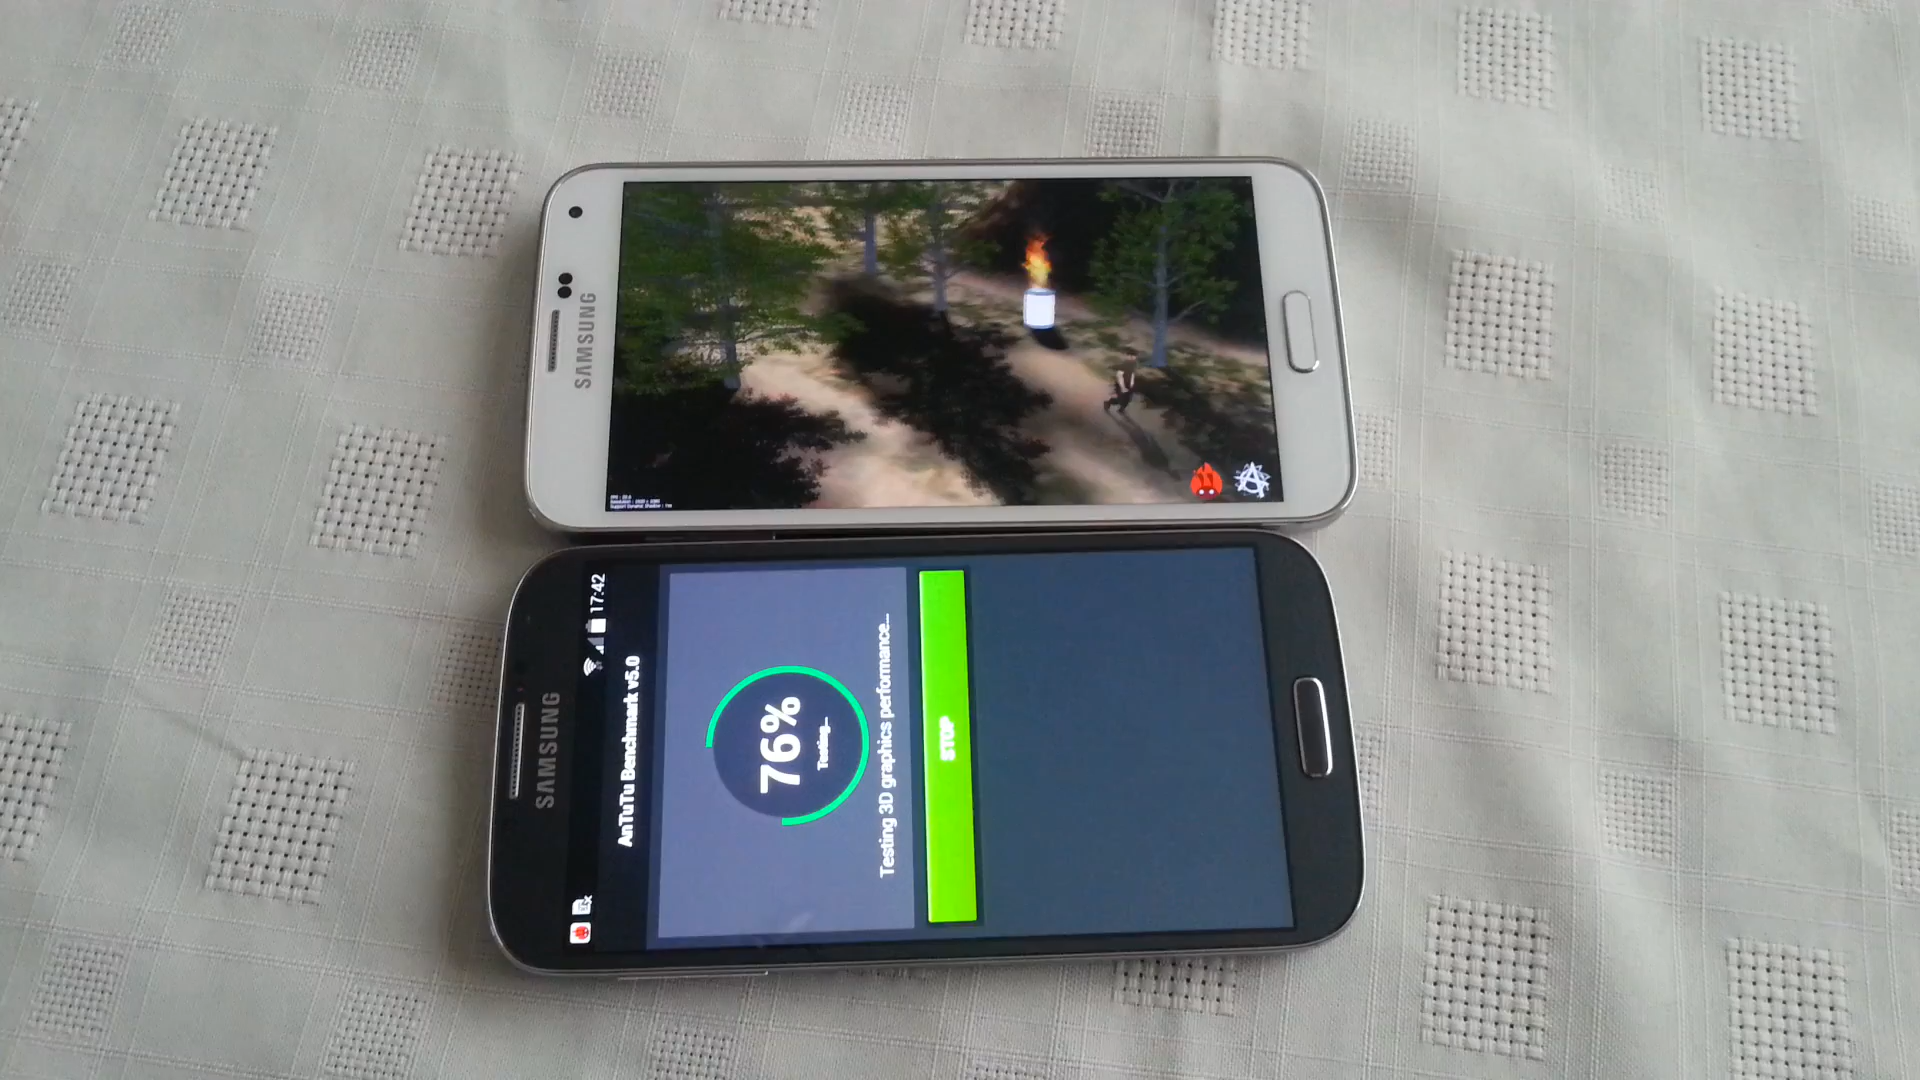 SAMSUNG
SAMSUNG
17:42
AnTuTu Benchmark v5.0
76%
Testing...
Testing 3D graphics performance...
STOP